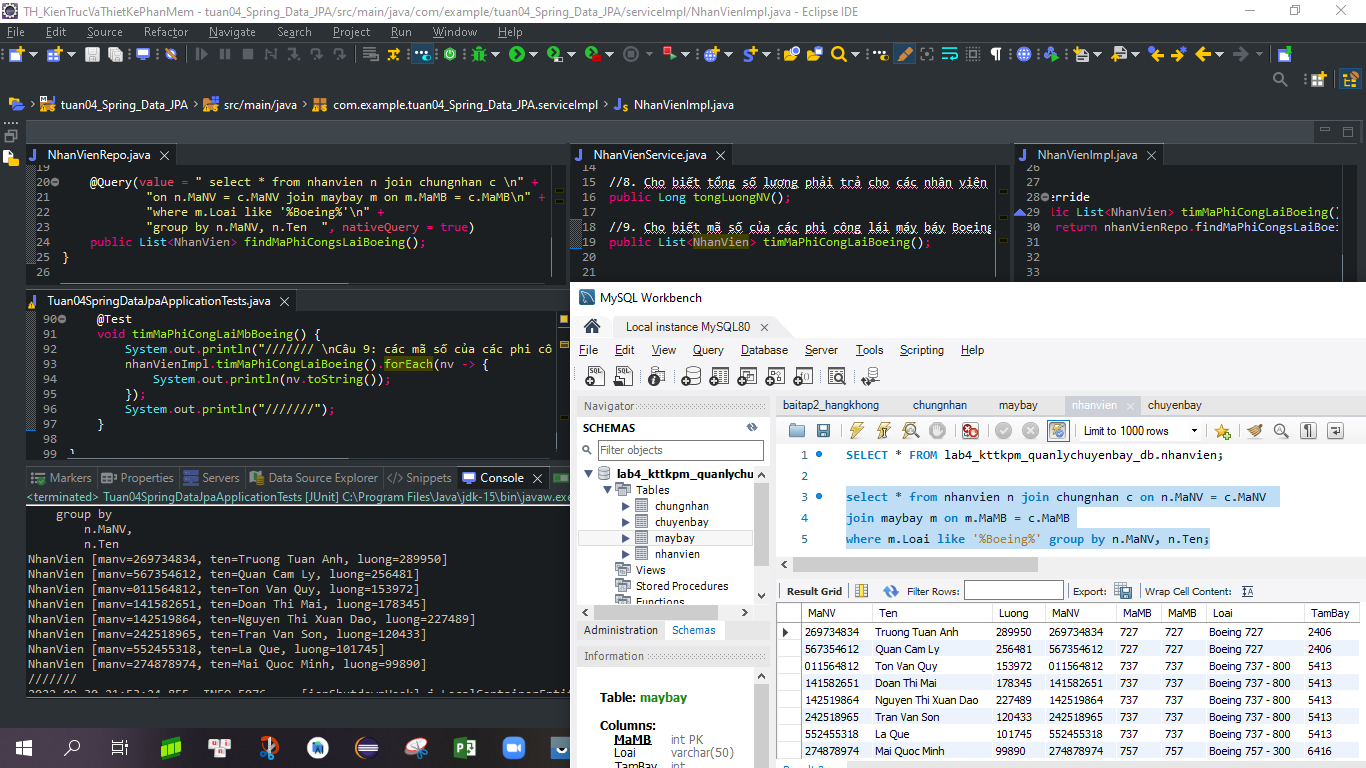 TH_KienTrucVaThietKePhanMem - tuan04_Spring_Data_JPA/src/main/java/com/example/tuan04_Spring_Data_JPA/serviceImpl/NhanVienImpl.java - Eclipse IDE
File Edit Source Refactor Navigate Search Project Run Window Help
tuan04_Spring_Data_JPA src/main/java com.example.tuan04_Spring_Data_JPA.serviceImpl NhanVienImpl.java
NhanVienRepo.java
19
20 @Query(value = " select * from nhanvien n join chungnhan c \n" +
21 "on n.MaNV = c.MaNV join maybay m on m.MaMB = c.MaMB\n" +
22 "where m.Loai like '%Boeing%'\n" +
23 "group by n.MaNV, n.Ten  ", nativeQuery = true)
24 public List<NhanVien> findMaPhiCongsLaiBoeing();
25 }
26
NhanVienService.java
14
15 //8. Cho biết tổng số lương phải trả cho các nhân viên
16 public Long tongLuongNV();
17
18 //9. Cho biết mã số của các phi công lái máy báy Boeing
19 public List<NhanVien> timMaPhiCongLaiBoeing();
20
21
NhanVienImpl.java
26
27
28 erride
29 lic List<NhanVien> timMaPhiCongLaiBoeing()
30 return nhanVienRepo.findMaPhiCongsLaiBoei
31
32
33
Tuan04SpringDataJpaApplicationTests.java
90 @Test
91 void timMaPhiCongLaiMbBoeing() {
92 System.out.println("/////// \nCâu 9: các mã số của các phi cô
93 nhanVienImpl.timMaPhiCongLaiBoeing().forEach(nv -> {
94 System.out.println(nv.toString());
95 });
96 System.out.println("///////");
97 }
98
99 }
Markers Properties Servers Data Source Explorer Snippets Console
<terminated> Tuan04SpringDataJpaApplicationTests [JUnit] C:\Program Files\Java\jdk-15\bin\javaw.exe
group by
n.MaNV,
n.Ten
NhanVien [manv=269734834, ten=Truong Tuan Anh, luong=289950]
NhanVien [manv=567354612, ten=Quan Cam Ly, luong=256481]
NhanVien [manv=011564812, ten=Ton Van Quy, luong=153972]
NhanVien [manv=141582651, ten=Doan Thi Mai, luong=178345]
NhanVien [manv=142519864, ten=Nguyen Thi Xuan Dao, luong=227489]
NhanVien [manv=242518965, ten=Tran Van Son, luong=120433]
NhanVien [manv=552455318, ten=La Que, luong=101745]
NhanVien [manv=274878974, ten=Mai Quoc Minh, luong=99890]
///////
MySQL Workbench
Local instance MySQL80
File Edit View Query Database Server Tools Scripting Help
Navigator
SCHEMAS
Filter objects
lab4_kttkpm_quanlychu
Tables
chungnhan
chuyenbay
maybay
nhanvien
Views
Stored Procedures
Functions
Administration Schemas
Information
Table: maybay
Columns:
MaMB int PK
Loai varchar(50)
TamBay int
baitap2_hangkhong chungnhan maybay nhanvien chuyenbay
Limit to 1000 rows
1 SELECT * FROM lab4_kttkpm_quanlychuyenbay_db.nhanvien;
2
3 select * from nhanvien n join chungnhan c on n.MaNV = c.MaNV
4 join maybay m on m.MaMB = c.MaMB
5 where m.Loai like '%Boeing%' group by n.MaNV, n.Ten;
Result Grid Filter Rows: Export: Wrap Cell Content:
MaNV Ten Luong MaNV MaMB MaMB Loai TamBay
269734834 Truong Tuan Anh 289950 269734834 727 727 Boeing 727 2406
567354612 Quan Cam Ly 256481 567354612 727 727 Boeing 727 2406
011564812 Ton Van Quy 153972 011564812 737 737 Boeing 737 - 800 5413
141582651 Doan Thi Mai 178345 141582651 737 737 Boeing 737 - 800 5413
142519864 Nguyen Thi Xuan Dao 227489 142519864 737 737 Boeing 737 - 800 5413
242518965 Tran Van Son 120433 242518965 737 737 Boeing 737 - 800 5413
552455318 La Que 101745 552455318 737 737 Boeing 737 - 800 5413
274878974 Mai Quoc Minh 99890 274878974 757 757 Boeing 757 - 300 6416